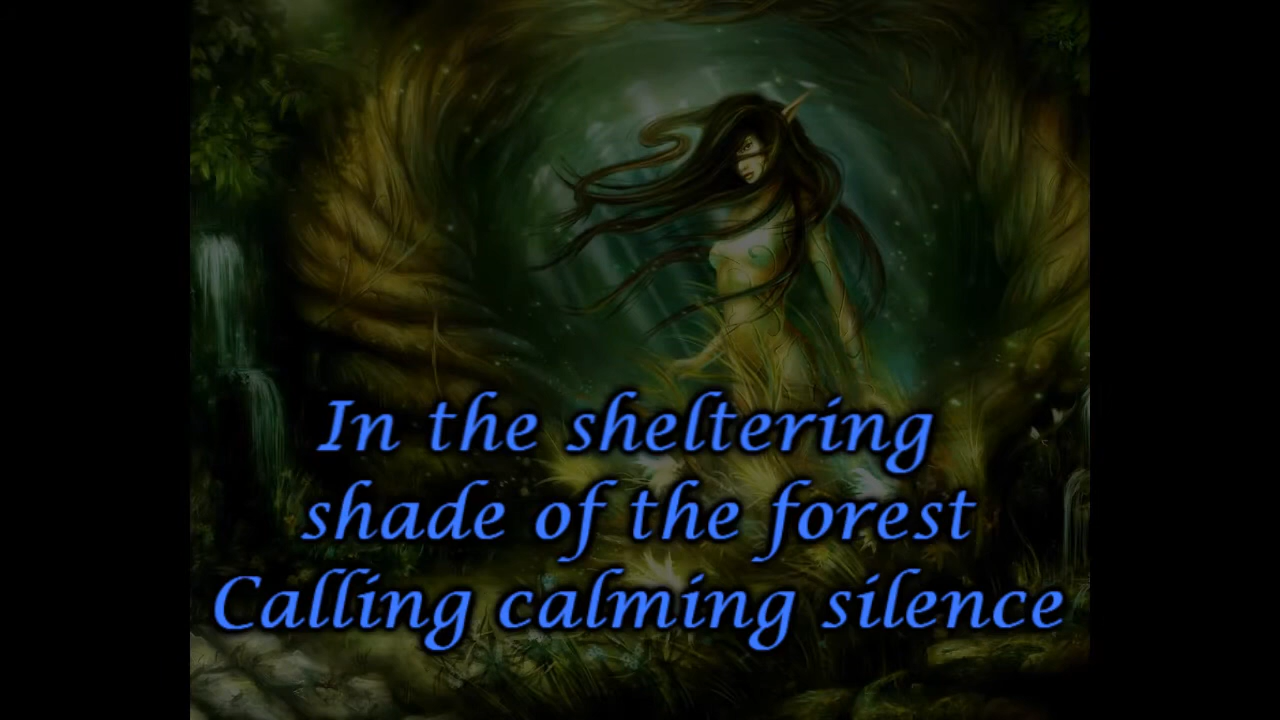 In the sheltering
shade of the forest
Calling calming silence